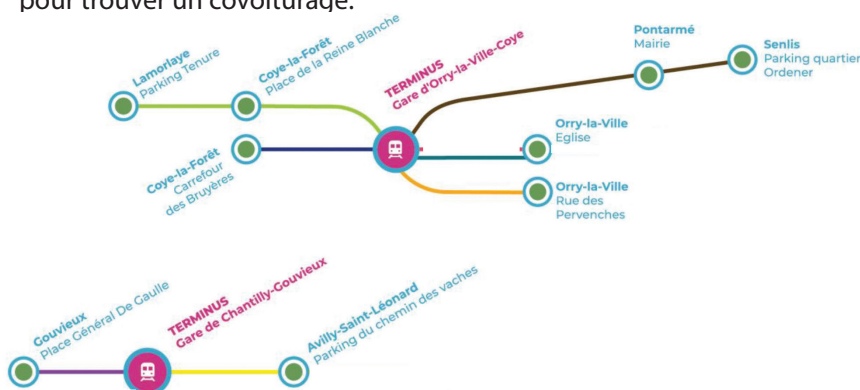 pour trouver un covoiturage.
Lamorlaye
Parking Tenure
Coye-la-Forêt
Place de la Reine Blanche
TERMINUS
Gare d'Orry-la-Ville-Coye
Pontarmé
Mairie
Senlis
Parking quartier
Ordener
Coye-la-Forêt
Carrefour
des Bruyères
Orry-la-Ville
Eglise
Orry-la-Ville
Rue des
Pervenches
Gouvieux
Place Général De Gaulle
TERMINUS
Gare de Chantilly-Gouvieux
Avilly-Saint-Léonard
Parking du chemin des vaches